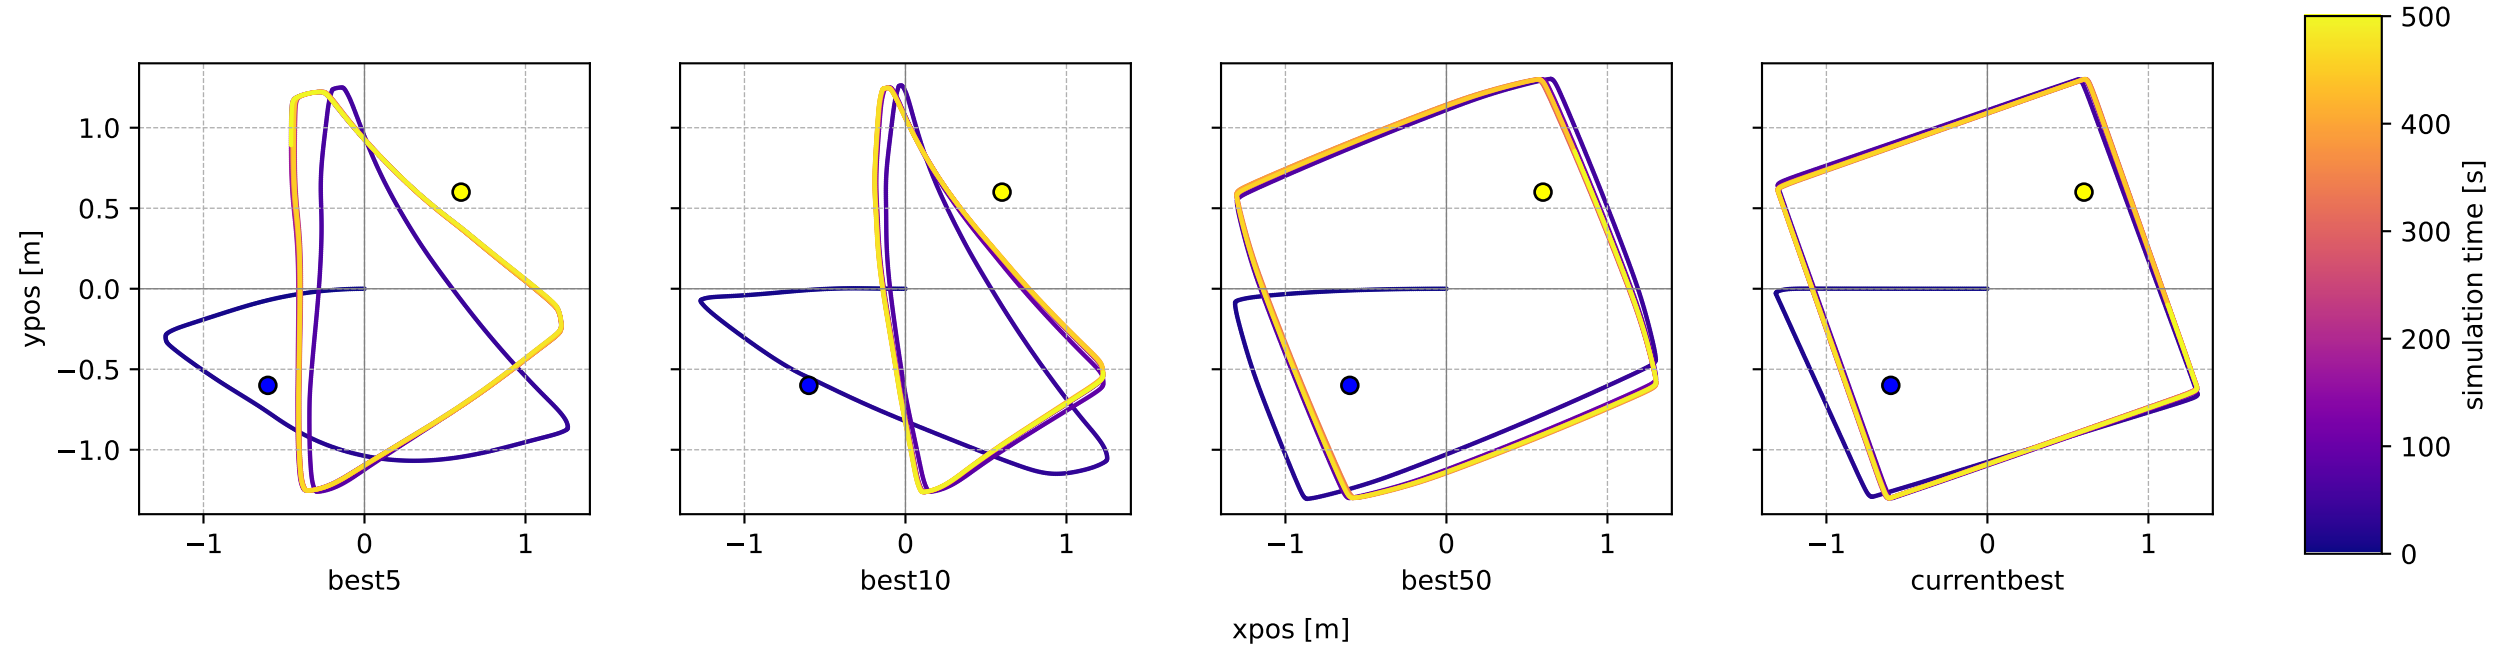 ypos [m]
1.0
0.5
0.0
−0.5
−1.0
−1 0 1
best5
−1 0 1
best10
−1 0 1
best50
−1 0 1
currentbest
xpos [m]
500
400
300
200
100
0
simulation time [s]